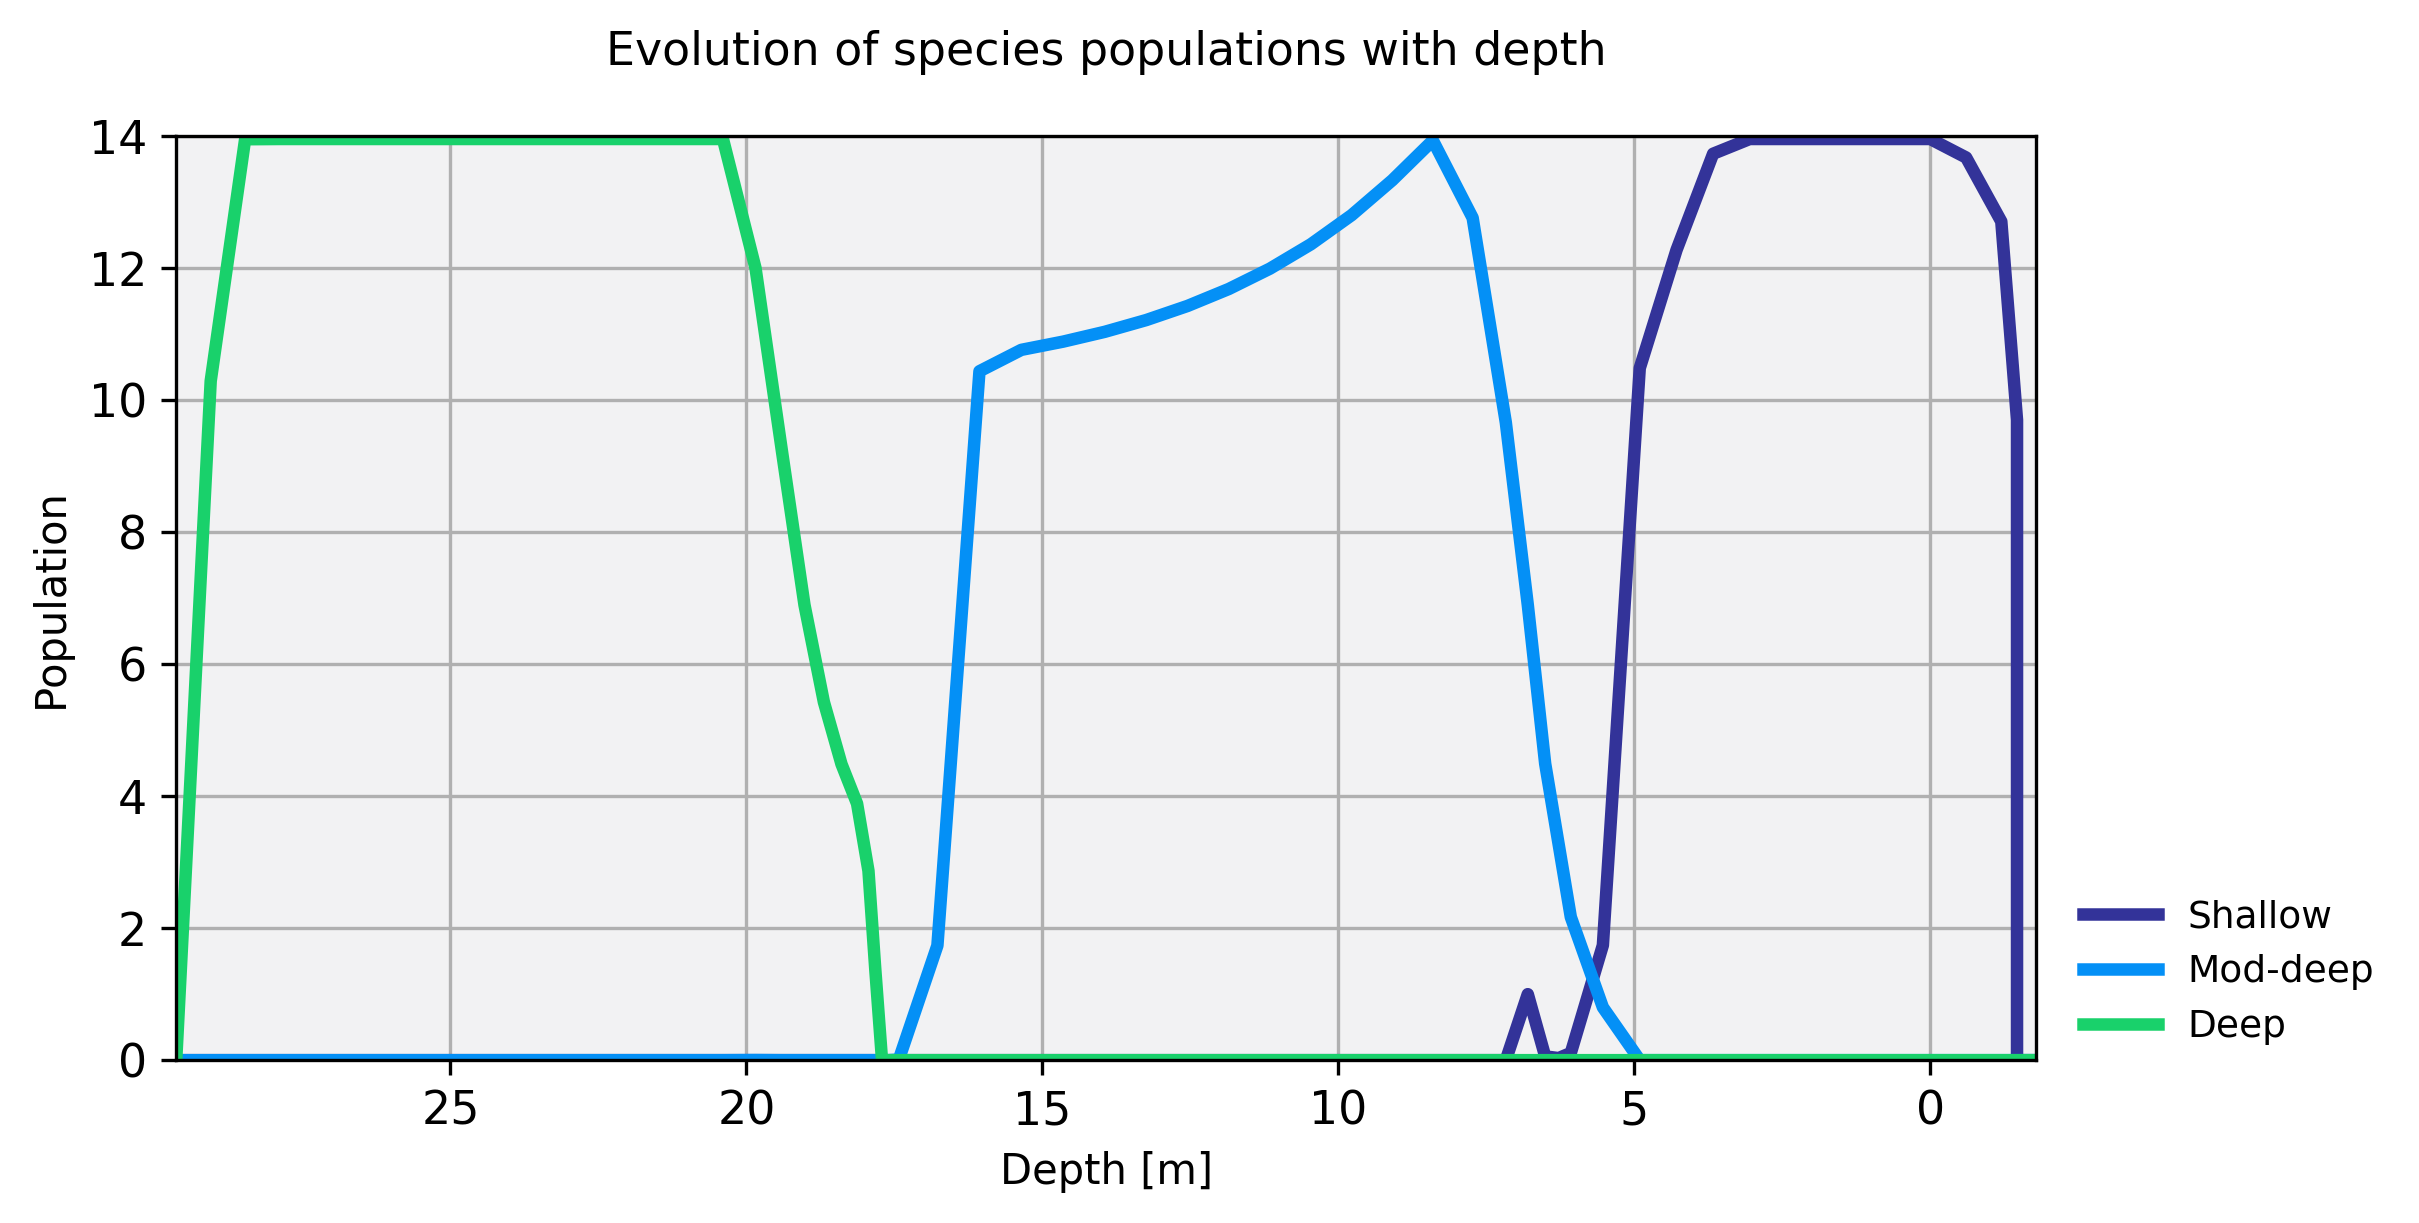 Evolution of species populations with depth
14
12
10
8
6
4
2
0
Population
25 20 15 10 5 0
Depth [m]
Shallow
Mod-deep
Deep